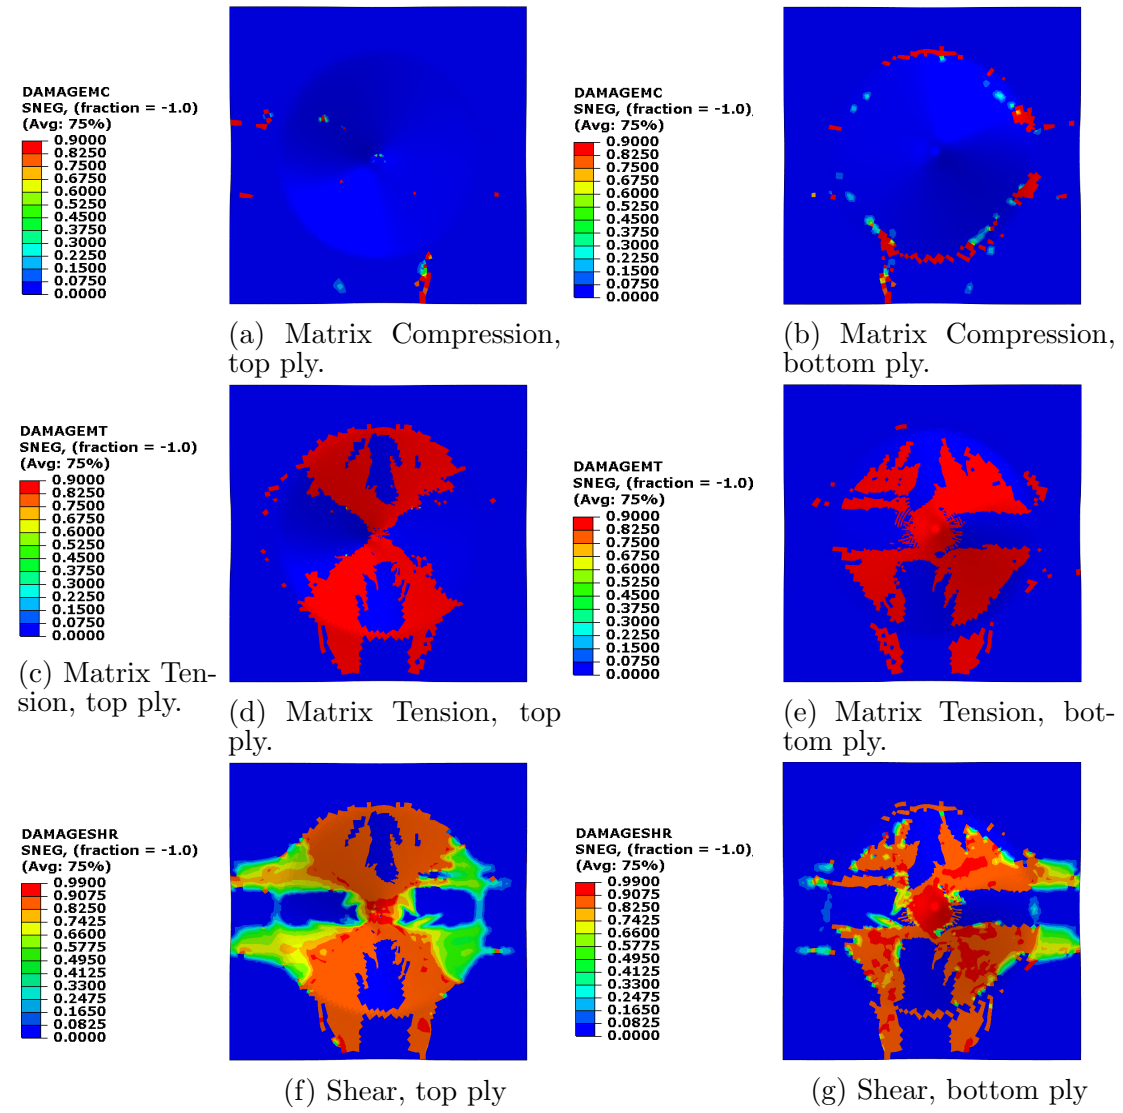 DAMAGEMC
SNEG, (fraction = -1.0)
(Avg: 75%)
0.9000
0.8250
0.7500
0.6750
0.6000
0.5250
0.4500
0.3750
0.3000
0.2250
0.1500
0.0750
0.0000
(a) Matrix Compression,
top ply.
DAMAGEMC
SNEG, (fraction = -1.0),
(Avg: 75%)
0.9000
0.8250
0.7500
0.6750
0.6000
0.5250
0.4500
0.3750
0.3000
0.2250
0.1500
0.0750
0.0000
(b) Matrix Compression,
bottom ply.
DAMAGEMT
SNEG, (fraction = -1.0)
(Avg: 75%)
0.9000
0.8250
0.7500
0.6750
0.6000
0.5250
0.4500
0.3750
0.3000
0.2250
0.1500
0.0750
0.0000
(c) Matrix Ten-
sion, top ply.
(d) Matrix Tension, top
ply.
DAMAGEMT
SNEG, (fraction = -1.0)
(Avg: 75%)
0.9000
0.8250
0.7500
0.6750
0.6000
0.5250
0.4500
0.3750
0.3000
0.2250
0.1500
0.0750
0.0000
(e) Matrix Tension, bot-
tom ply.
DAMAGESHR
SNEG, (fraction = -1.0)
(Avg: 75%)
0.9900
0.9075
0.8250
0.7425
0.6600
0.5775
0.4950
0.4125
0.3300
0.2475
0.1650
0.0825
0.0000
(f) Shear, top ply
DAMAGESHR
SNEG, (fraction = -1.0),
(Avg: 75%)
0.9900
0.9075
0.8250
0.7425
0.6600
0.5775
0.4950
0.4125
0.3300
0.2475
0.1650
0.0825
0.0000
(g) Shear, bottom ply